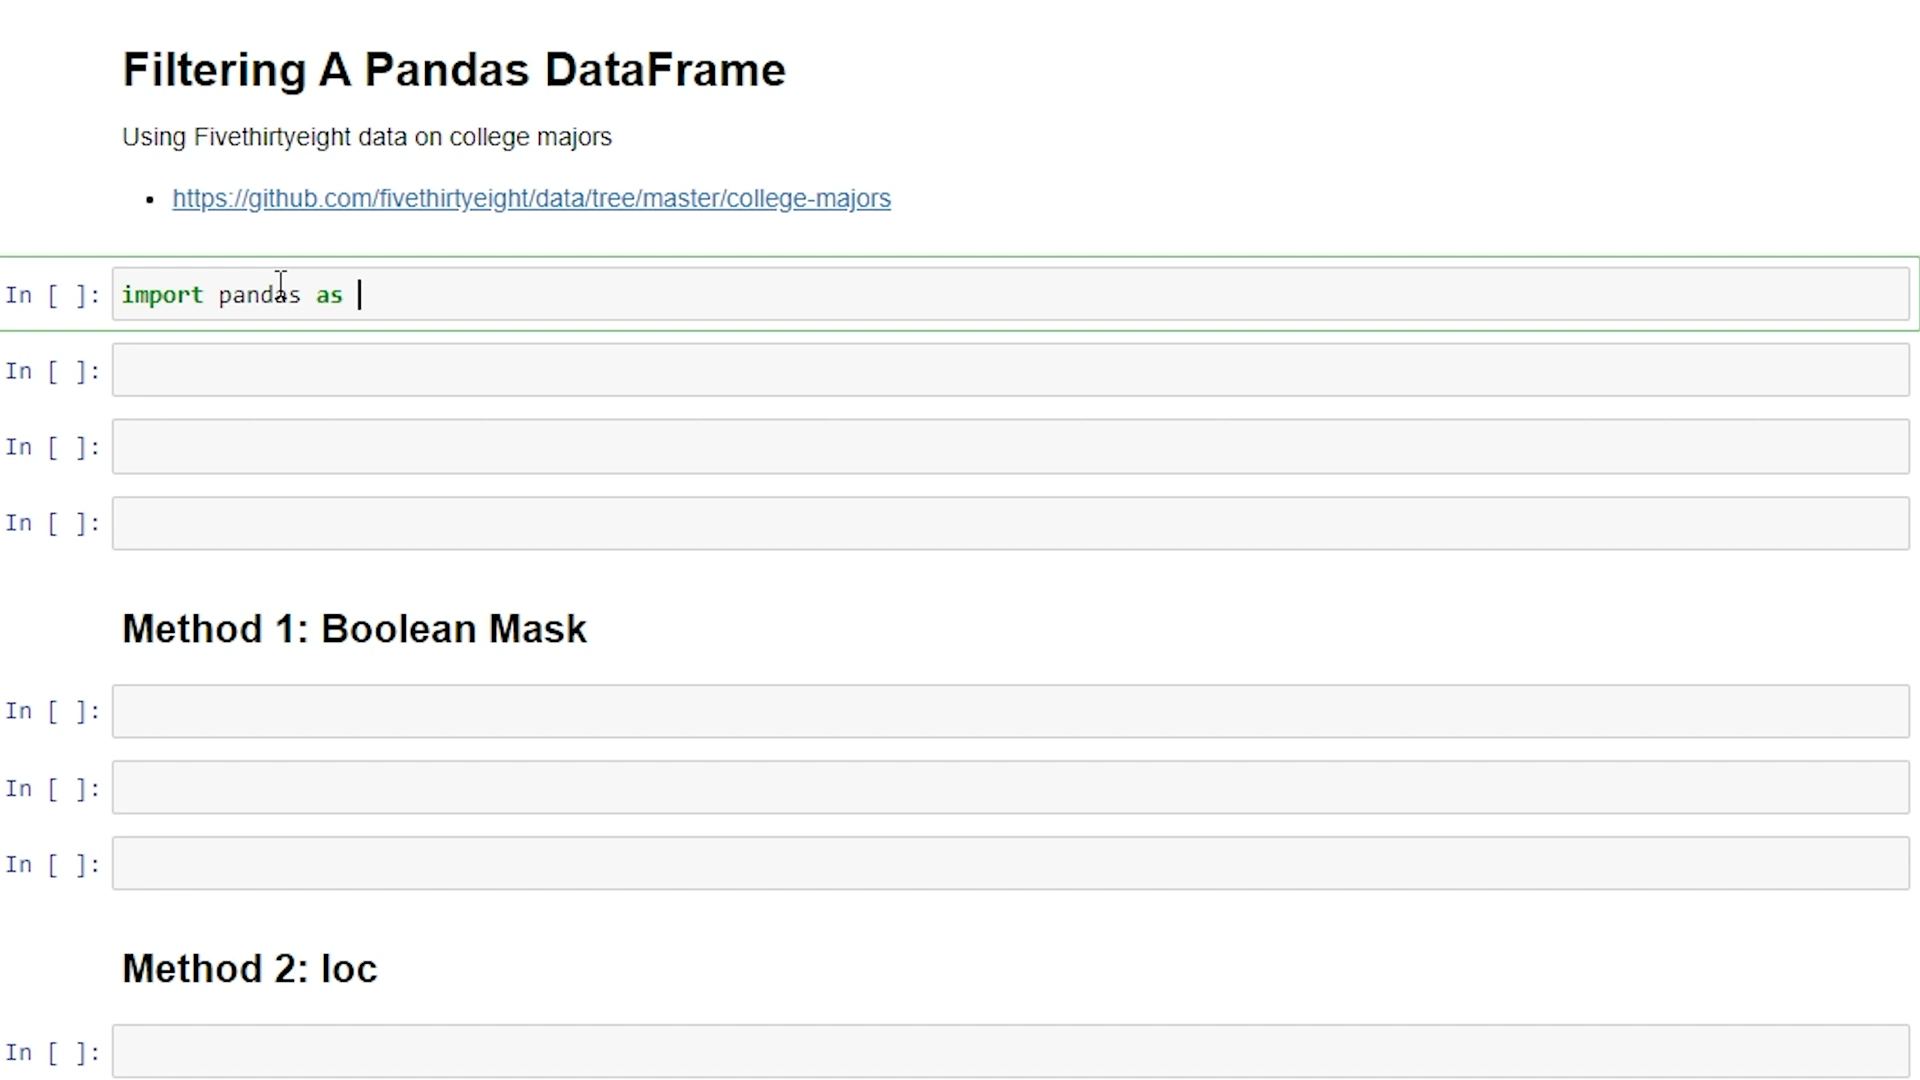 Filtering A Pandas DataFrame
Using Fivethirtyeight data on college majors
• https://github.com/fivethirtyeight/data/tree/master/college-majors
In [ ]: import pandas as
In [ ]:
In [ ]:
In [ ]:
Method 1: Boolean Mask
In [ ]:
In [ ]:
In [ ]:
Method 2: loc
In [ ]: